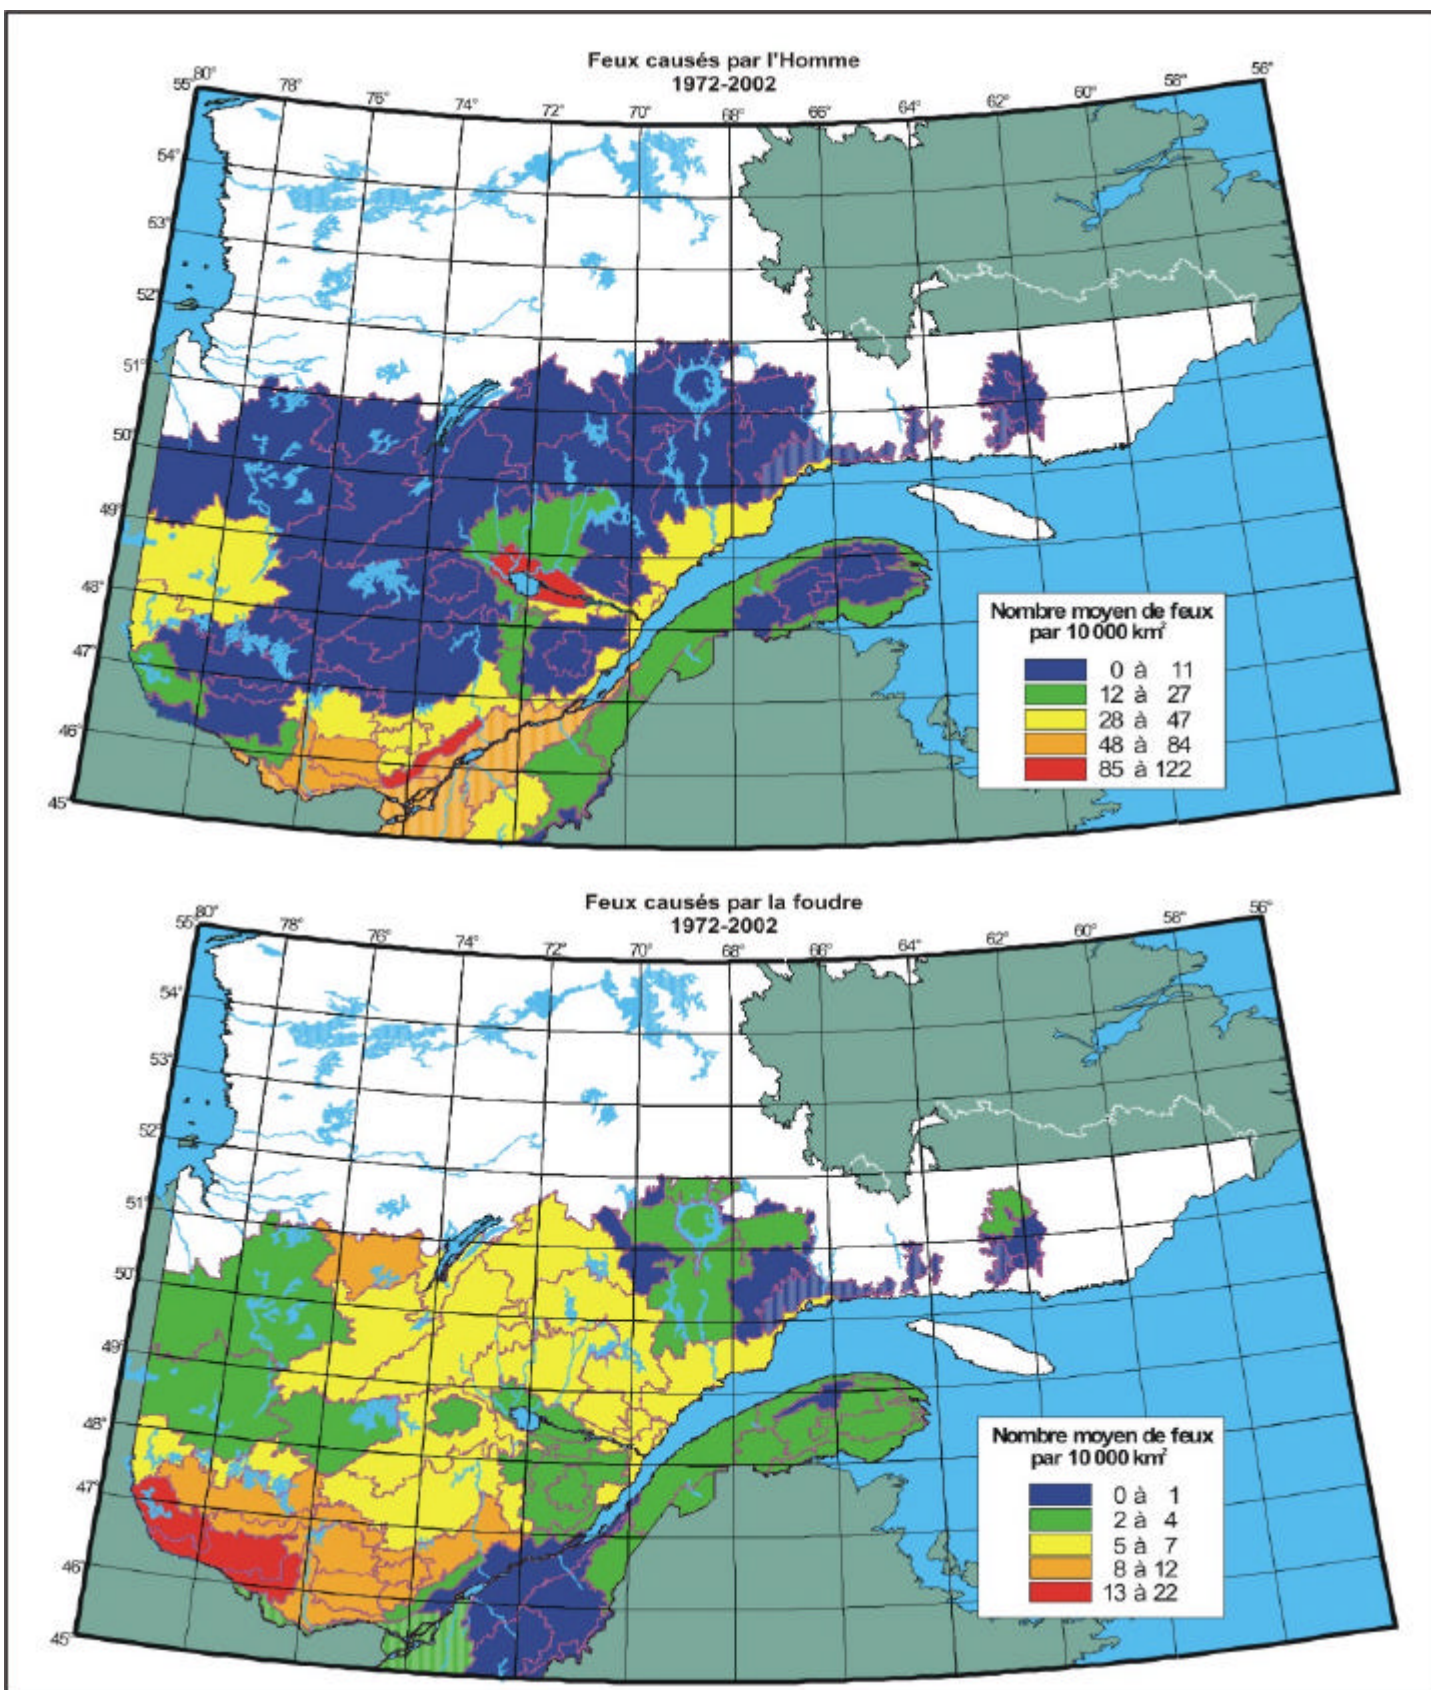 Feux causés par l'Homme
1972-2002
80° 78° 76° 74° 72° 70° 68° 66° 64° 62° 60° 58° 56°
55°
54°
53°
52°
51°
50°
49°
48°
47°
46°
45°
Nombre moyen de feux
par 10 000 km²
0 à 11
12 à 27
28 à 47
48 à 84
85 à 122
Feux causés par la foudre
1972-2002
80° 78° 76° 74° 72° 70° 68° 66° 64° 62° 60° 58° 56°
55°
54°
53°
52°
51°
50°
49°
48°
47°
46°
45°
Nombre moyen de feux
par 10 000 km²
0 à 1
2 à 4
5 à 7
8 à 12
13 à 22